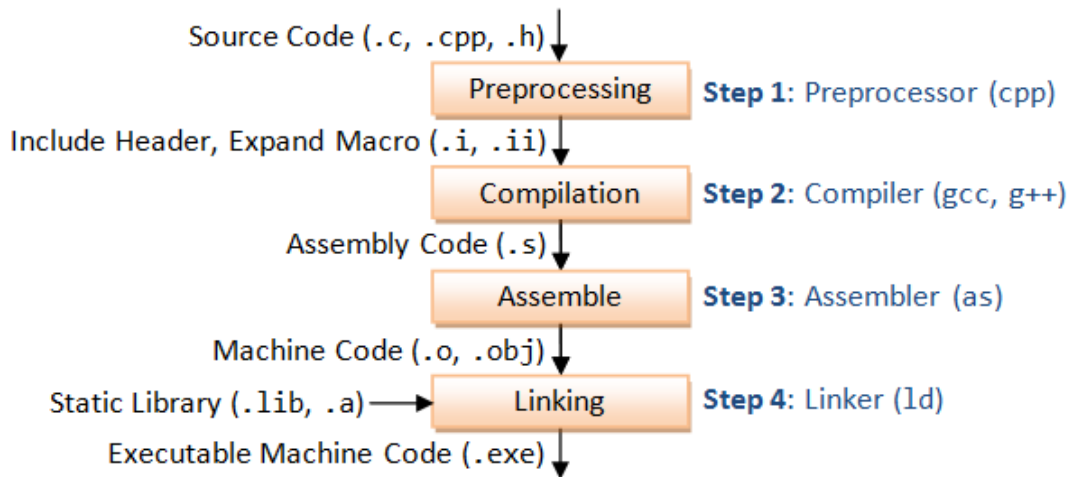 Source Code (.c, .cpp, .h)
Preprocessing
Step 1: Preprocessor (cpp)
Include Header, Expand Macro (.i, .ii)
Compilation
Step 2: Compiler (gcc, g++)
Assembly Code (.s)
Assemble
Step 3: Assembler (as)
Machine Code (.o, .obj)
Static Library (.lib, .a)
Linking
Step 4: Linker (ld)
Executable Machine Code (.exe)